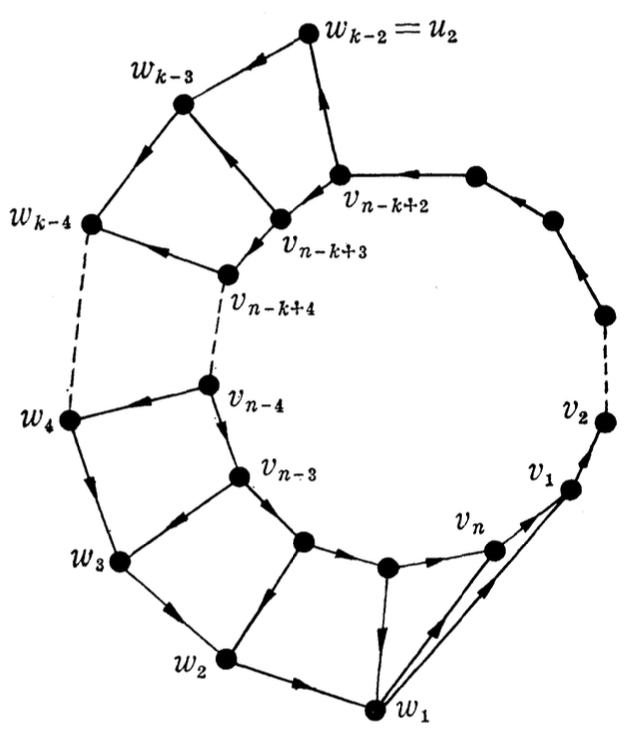 w_{k-2} = u_2
w_{k-3}
w_{k-4}
v_{n-k+2}
v_{n-k+3}
v_{n-k+4}
w_4
v_{n-4}
v_2
v_{n-3}
v_1
v_n
w_3
w_2
w_1